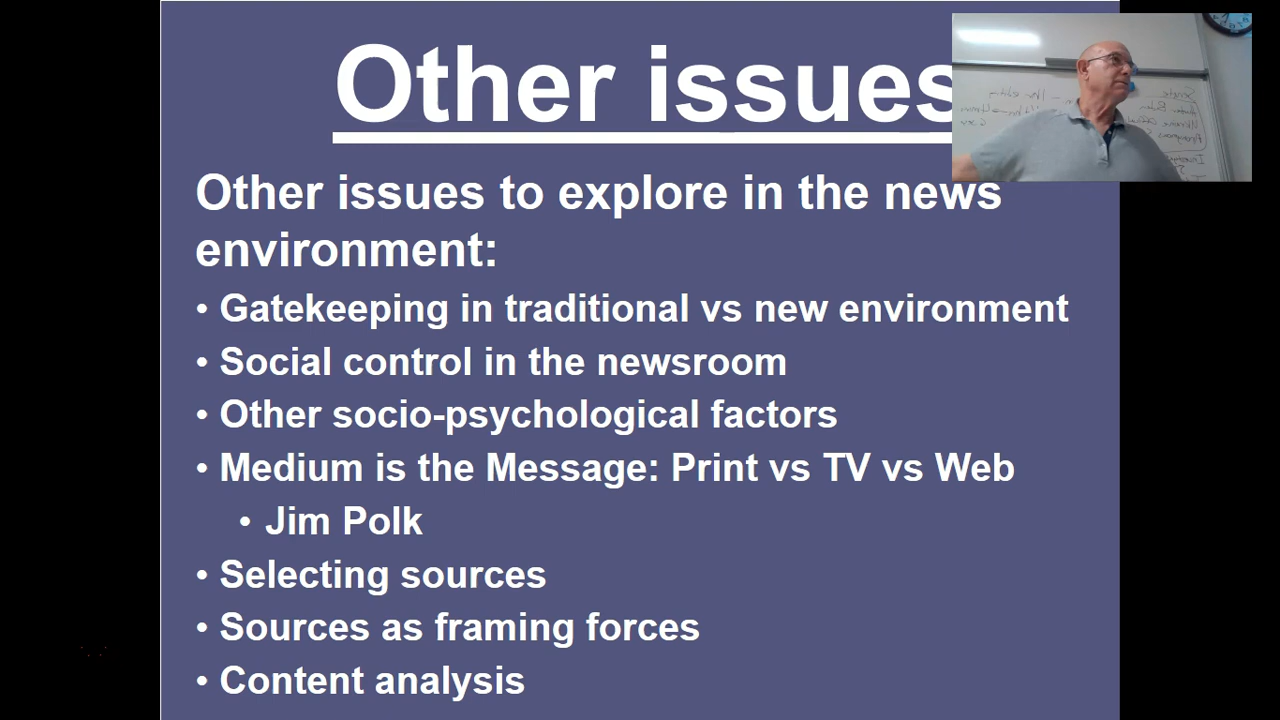 Other issues
Other issues to explore in the news
environment:
• Gatekeeping in traditional vs new environment
• Social control in the newsroom
• Other socio-psychological factors
• Medium is the Message: Print vs TV vs Web
• Jim Polk
• Selecting sources
• Sources as framing forces
• Content analysis